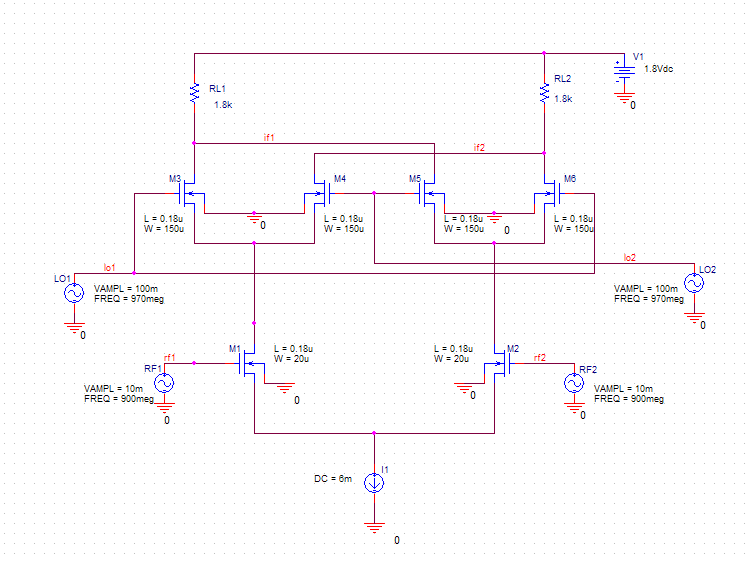 V1
1.8Vdc
0
RL1
1.8k
RL2
1.8k
if1
if2
M3
M4
M5
M6
L = 0.18u
W = 150u
0
L = 0.18u
W = 150u
L = 0.18u
W = 150u
0
L = 0.18u
W = 150u
lo1
lo2
LO1
VAMPL = 100m
FREQ = 970meg
0
LO2
VAMPL = 100m
FREQ = 970meg
0
M1
L = 0.18u
W = 20u
0
M2
L = 0.18u
W = 20u
0
rf1
RF1
VAMPL = 10m
FREQ = 900meg
0
rf2
RF2
VAMPL = 10m
FREQ = 900meg
0
I1
DC = 6m
0